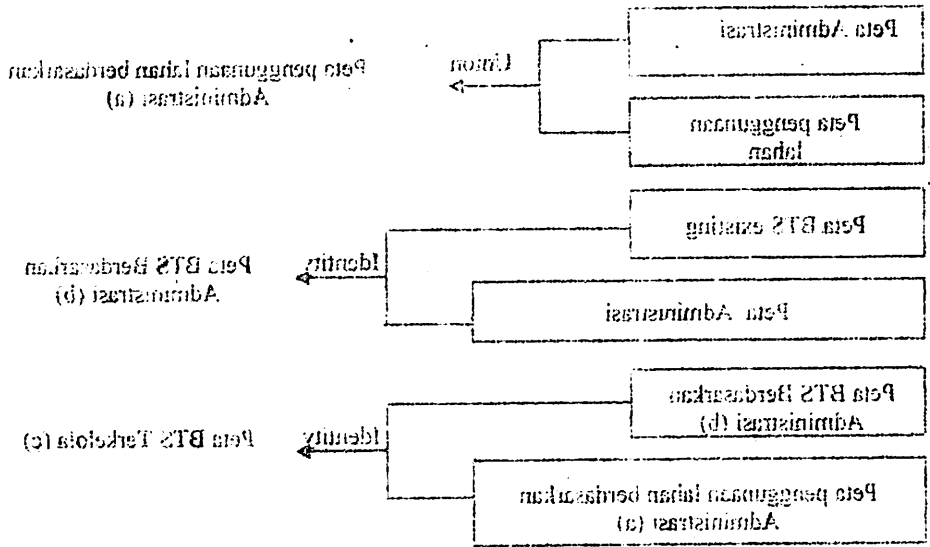 Peta Administrasi
Peta penggunaan
lahan
Union
Peta penggunaan lahan lahan berdasarkan
Administrasi (a)
Peta BTS existing
Peta Administrasi
Identity
Peta BTS Berdasarkan
Administrasi (b)
Peta BTS Berdasarkan
Administrasi (b)
Peta penggunaan lahan berdasarkan
Administrasi (a)
Identity
Peta BTS Terkelola (c)